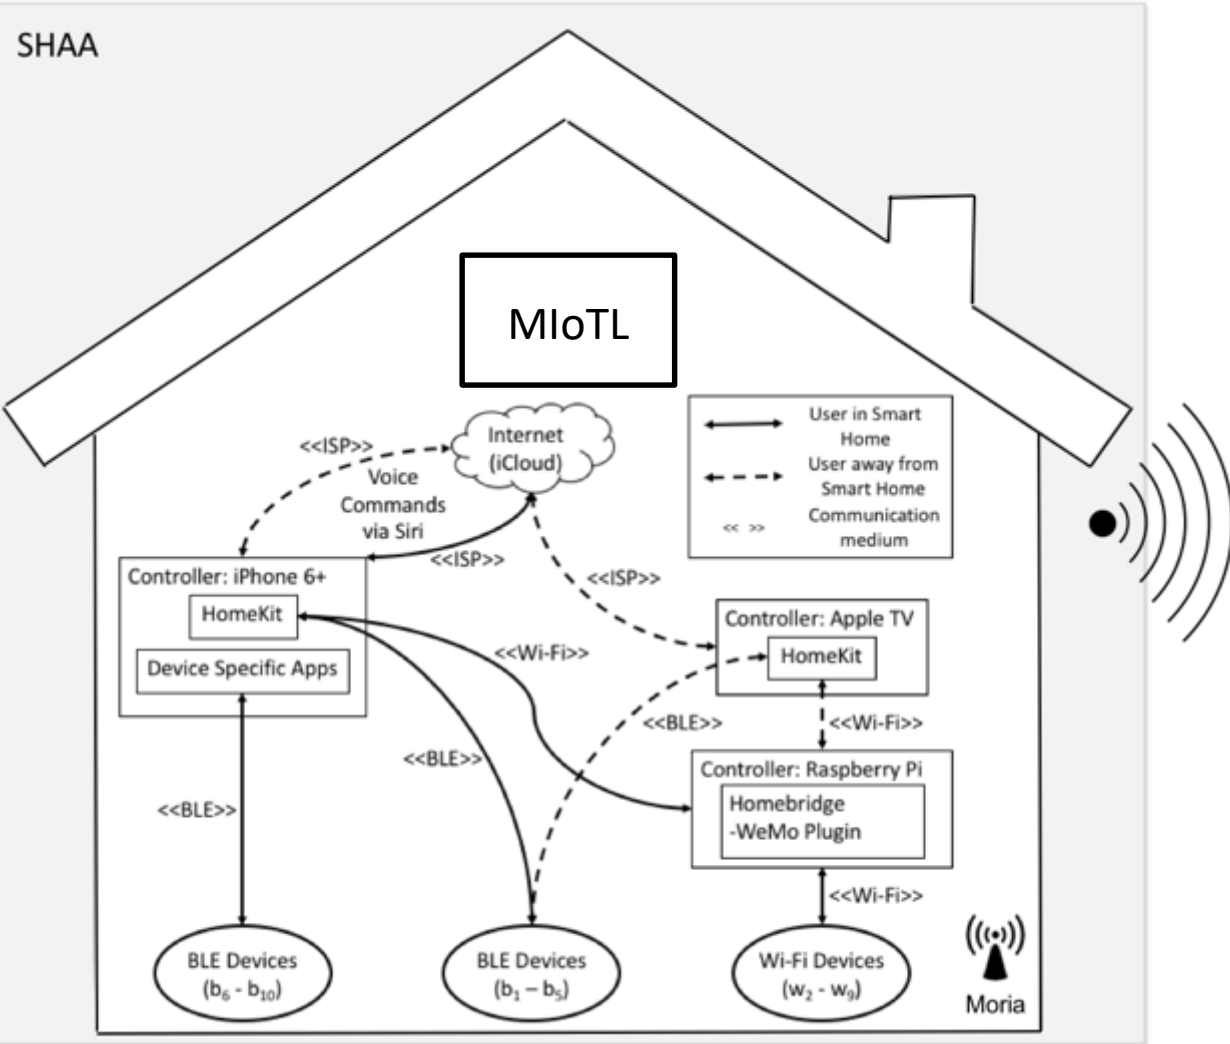 SHAA
MIoTL
Internet
(iCloud)
<<ISP>>
Voice
Commands
via Siri
<<ISP>>
<<ISP>>
User in Smart
Home
User away from
Smart Home
<< >>
Communication
medium
Controller: iPhone 6+
HomeKit
Device Specific Apps
<<Wi-Fi>>
Controller: Apple TV
HomeKit
<<BLE>>
<<Wi-Fi>>
<<BLE>>
Controller: Raspberry Pi
Homebridge
-WeMo Plugin
<<BLE>>
<<Wi-Fi>>
BLE Devices
(b₆ - b₁₀)
BLE Devices
(b₁ – b₅)
Wi-Fi Devices
(w₂ - w₉)
Moria